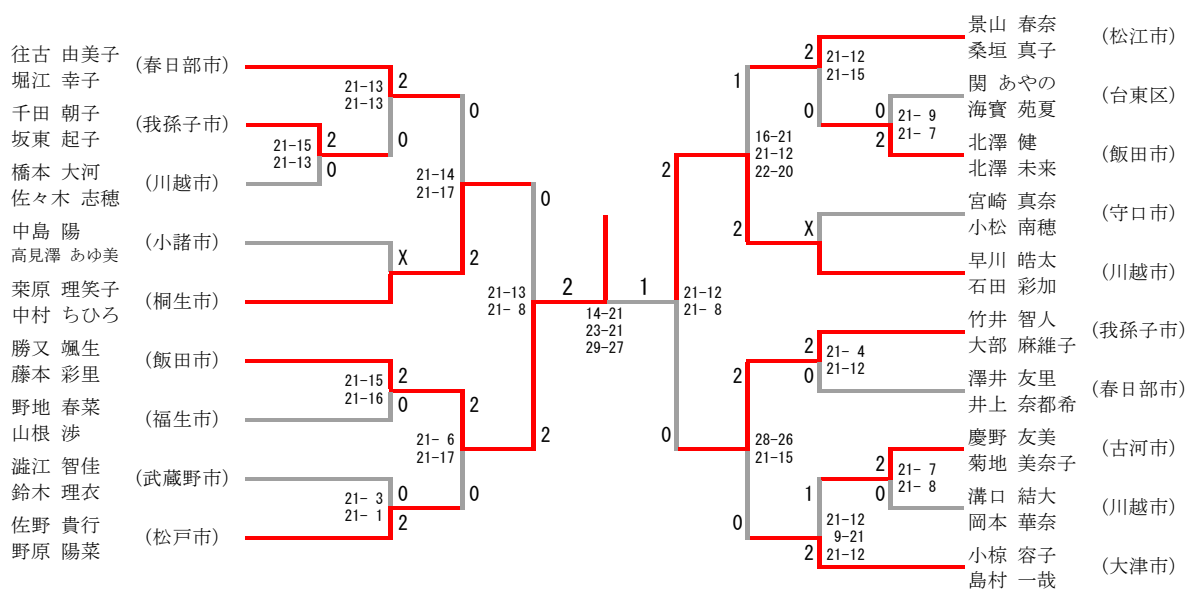 往古 由美子
堀江 幸子
(春日部市)
千田 朝子
坂東 起子
(我孫子市)
橋本 大河
佐々木 志穂
(川越市)
中島 陽
高見澤 あゆ美
(小諸市)
菜原 理笑子
中村 ちひろ
(桐生市)
勝又 颯生
藤本 彩里
(飯田市)
野地 春菜
山根 渉
(福生市)
澁江 智佳
鈴木 理衣
(武蔵野市)
佐野 貴行
野原 陽菜
(松戸市)
21-15
21-13
2
0
21-13
21-13
2
0
X
21-15
21-16
2
0
21- 3
21- 1
0
2
21-14
21-17
0
2
21- 6
21-17
2
0
21-13
21- 8
0
2
2
1
14-21
23-21
29-27
21-12
21- 8
2
0
16-21
21-12
22-20
1
2
28-26
21-15
2
0
21-12
21-15
2
0
21- 9
21- 7
0
2
X
21- 4
21-12
2
0
21- 7
21- 8
2
0
21-12
9-21
21-12
1
2
景山 春奈
桑垣 真子
(松江市)
関 あやの
海寳 苑夏
(台東区)
北澤 健
北澤 未来
(飯田市)
宮崎 真奈
小松 南穂
(守口市)
早川 皓太
石田 彩加
(川越市)
竹井 智人
大部 麻維子
(我孫子市)
澤井 友里
井上 奈都希
(春日部市)
慶野 友美
菊地 美奈子
(古河市)
溝口 結大
岡本 華奈
(川越市)
小椋 容子
島村 一哉
(大津市)